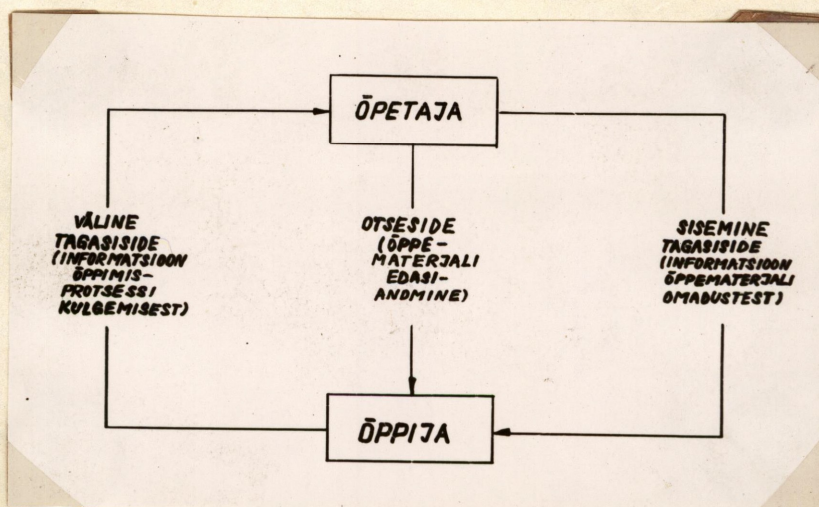 ÕPETAJA
VÄLINE
TAGASISIDE
(INFORMATSIOON
ÕPPIMIS-
PROTSESSI
KULGEMISEST)
OTSESIDE
(ÕPPE-
MATERJALI
EDASI-
ANDMINE)
SISEMINE
TAGASISIDE
(INFORMATSIOON
ÕPPEMATERJALI
OMADUSTEST)
ÕPPIJA